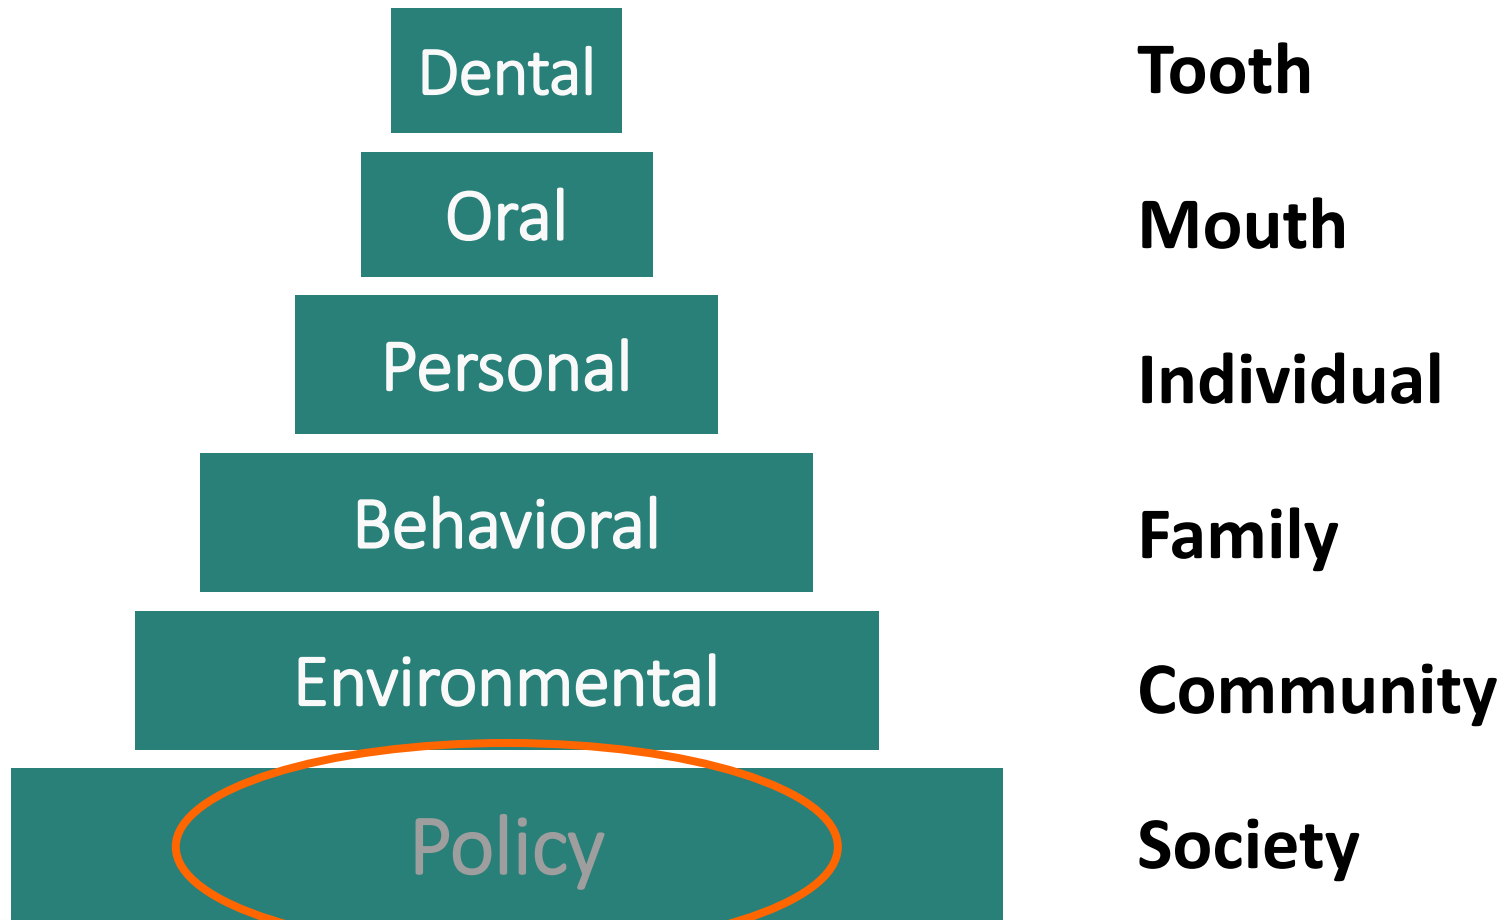 Dental Tooth
Oral Mouth
Personal Individual
Behavioral Family
Environmental Community
Policy Society